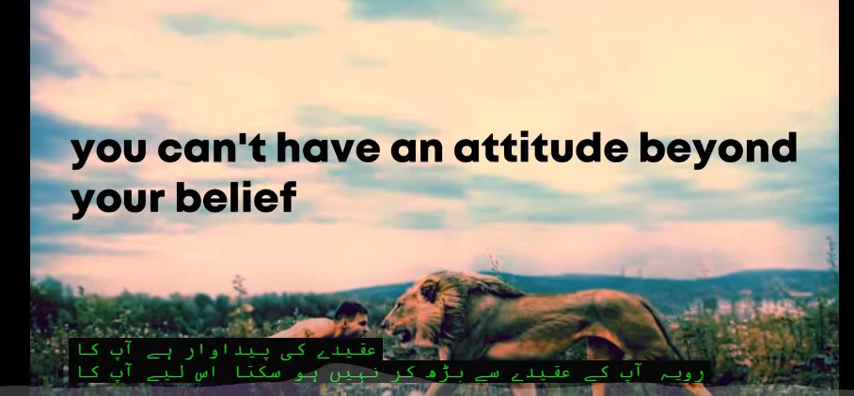 you can't have an attitude beyond
your belief
عقیدے کی پیداوار ہے آپ کا
رویہ آپ کے عقیدے سے بڑھ کر نہیں ہو سکتا اس لیے آپ کا